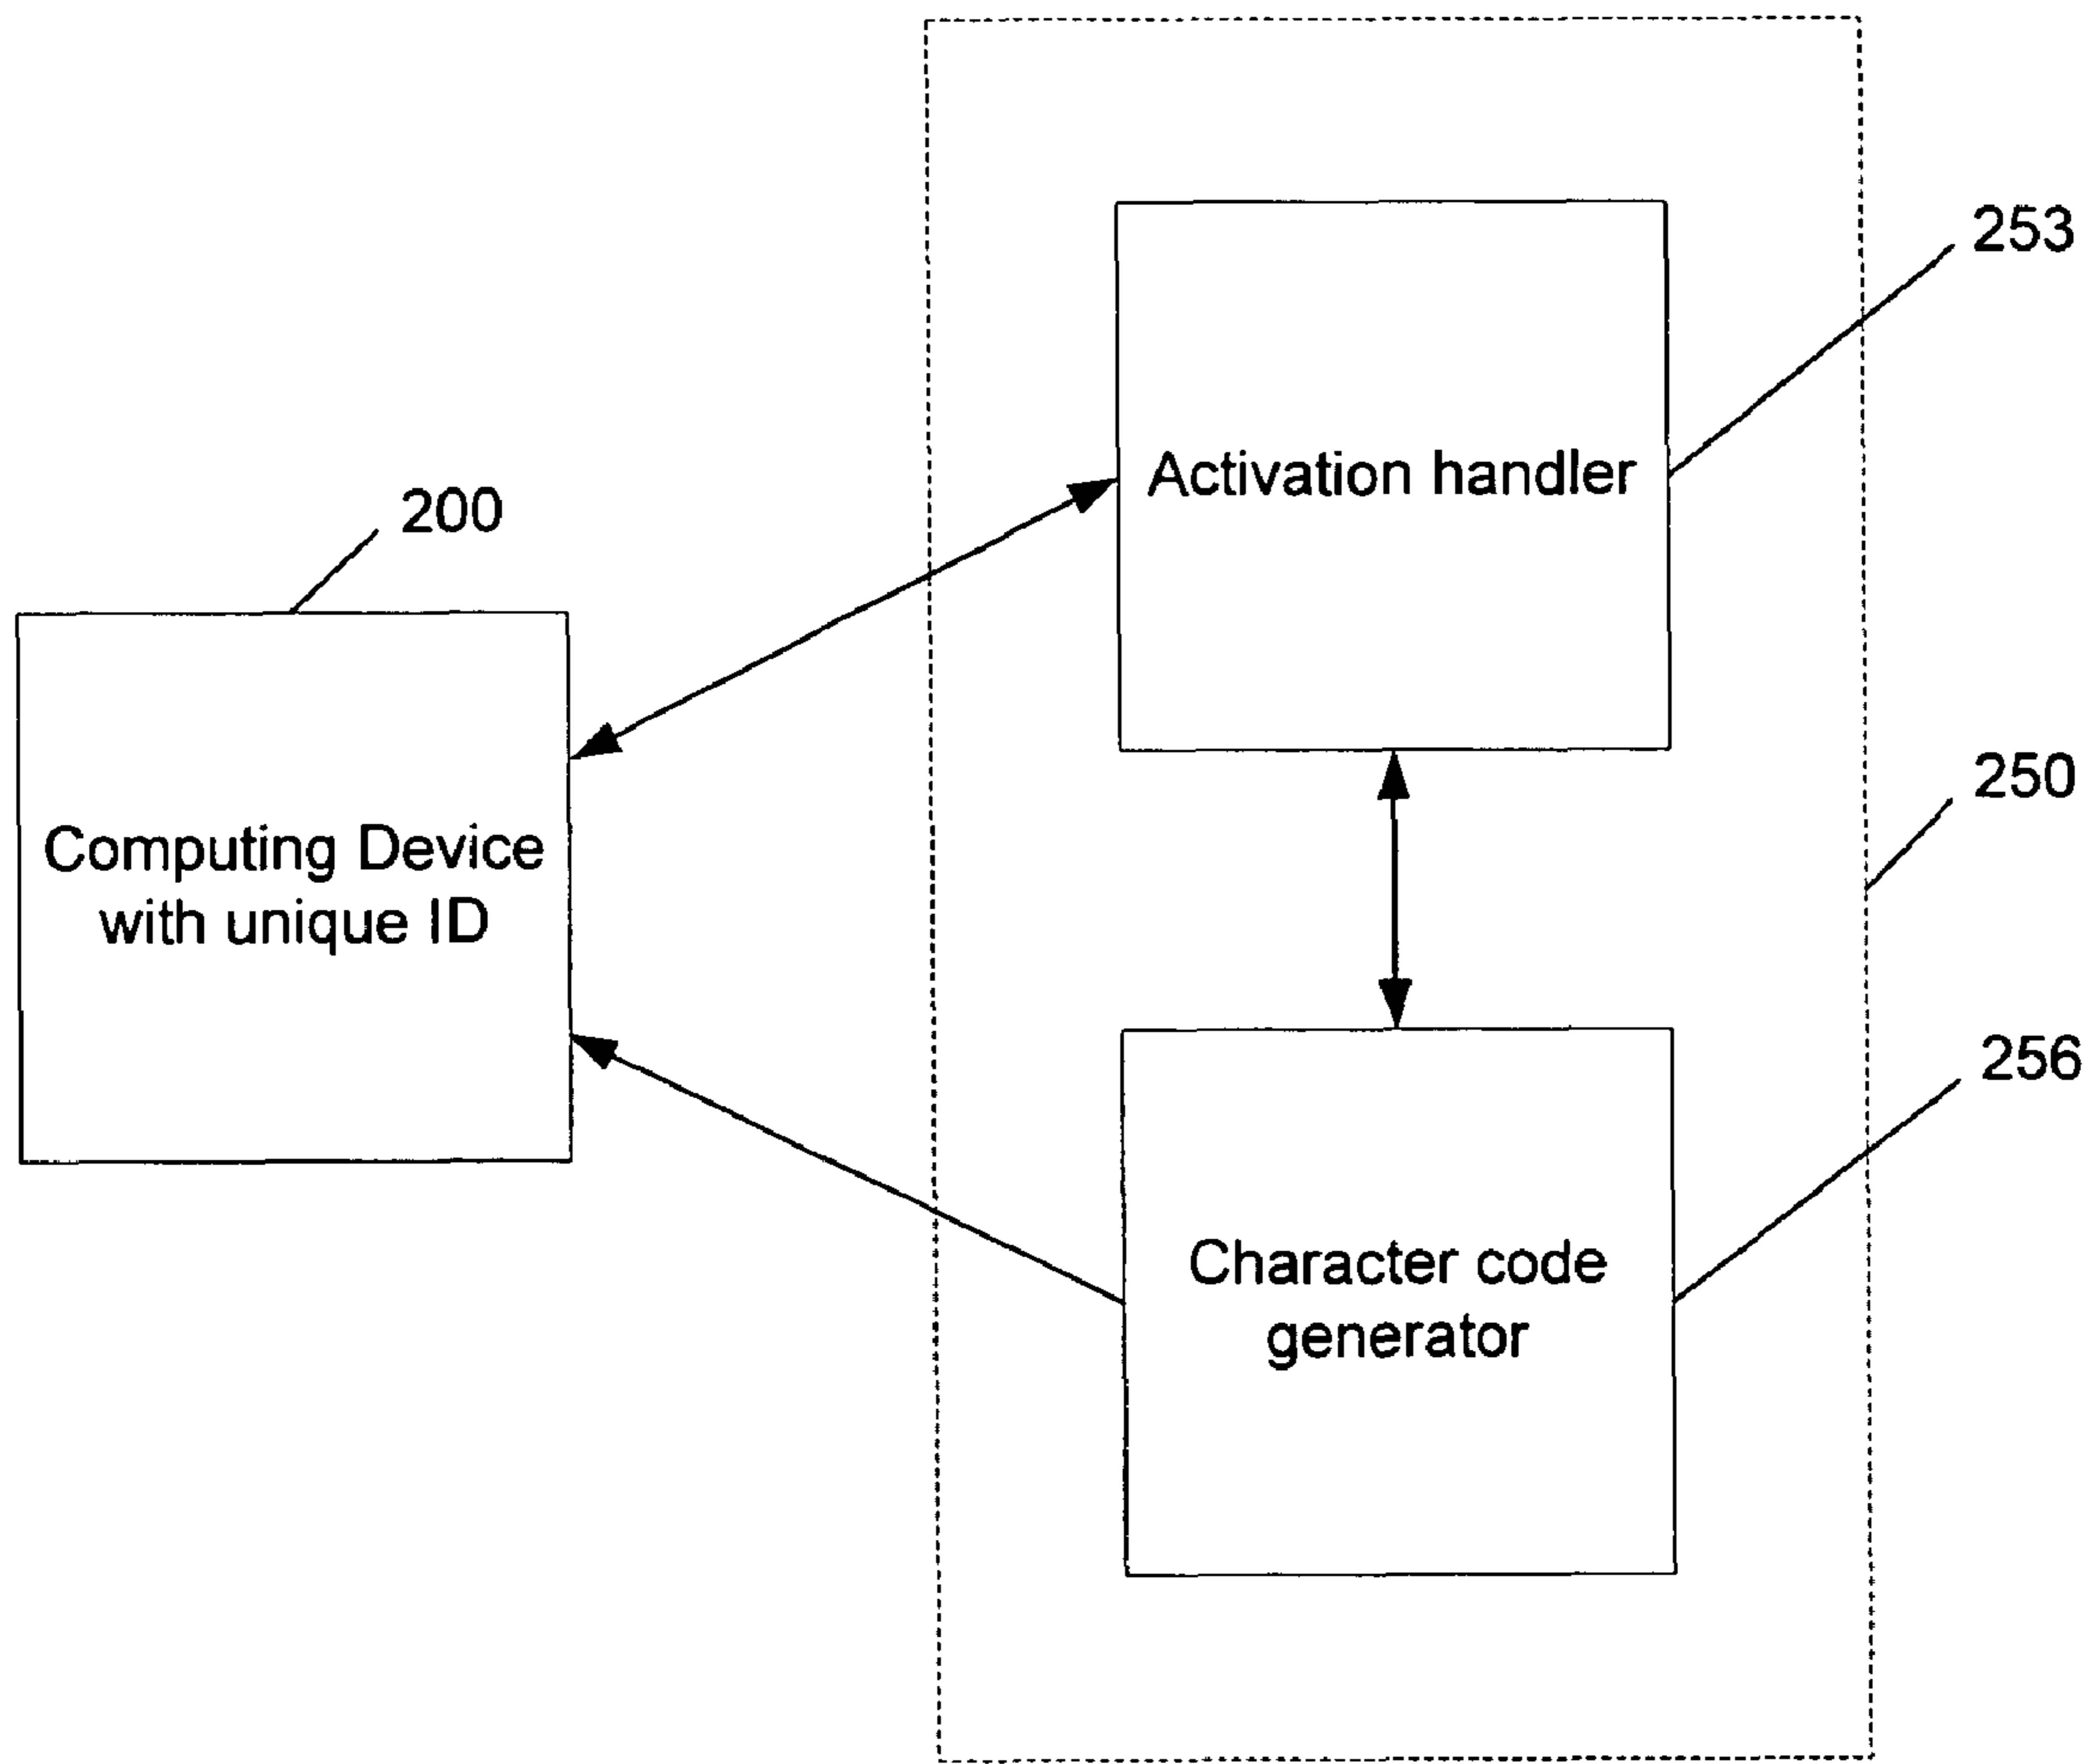 253
Activation handler
200
250
Computing Device
with unique ID
256
Character code
generator